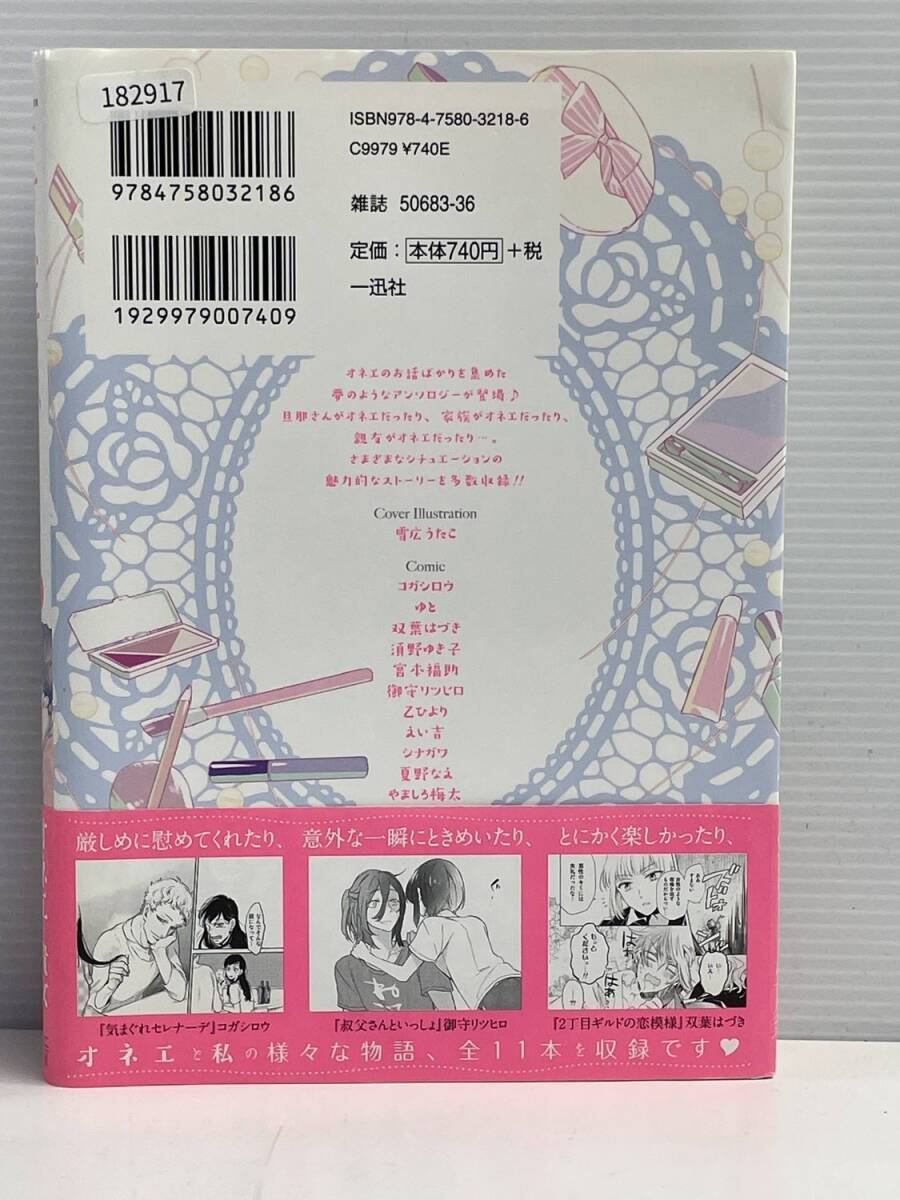 182917
ISBN978-4-7580-3218-6
C9979 ¥740E
9784758032186
雑誌 50683-36
定価：本体740円＋税
一迅社
1929979007409
オネエのお話ばかりを集めた
夢のようなアンソロジーが登場♪
旦那さんがオネエだったり、家族がオネエだったり、
親友がオネエだったり…。
さまざまなシチュエーションの
魅力的なストーリーを多数収録!!
Cover Illustration
雪広うたこ
Comic
コガシロウ
ゆと
双葉はづき
須野ゆき子
宮本福助
御守リツヒロ
乙ひより
えい吉
シナガワ
夏野なえ
やましろ梅太
厳しめに慰めてくれたり、
意外な一瞬にときめいたり、
とにかく楽しかったり、
『気まぐれセレナーデ』コガシロウ
『叔父さんといっしょ』御守リツヒロ
『2丁目ギルドの恋模様』双葉はづき
オネエと私の様々な物語、全11本を収録です♥